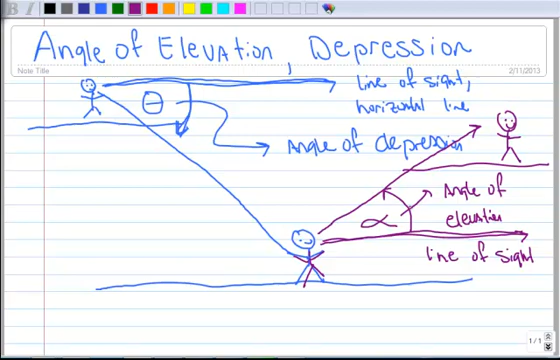 B I
Angle of Elevation, Depression
Note Title
2/11/2013
line of sight,
horizontal line
Θ
Angle of depression
Angle of
elevation
α
line of sight
1/1